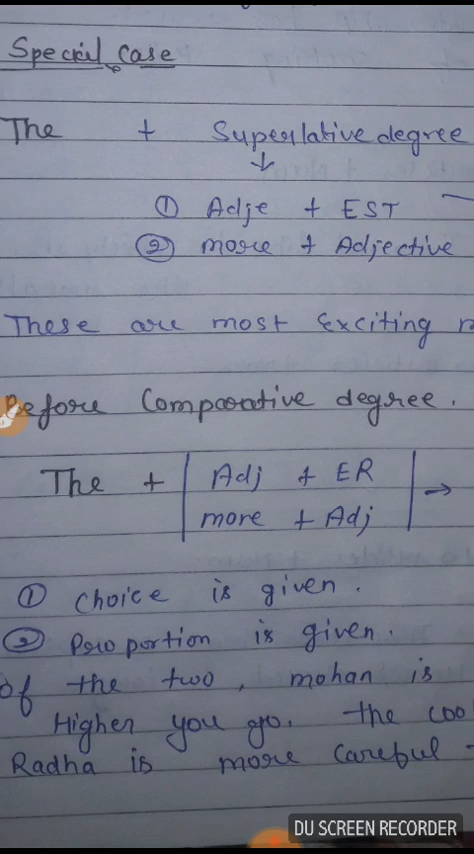 Special Case
The + Superlative degree
↓
① Adje + EST
② more + Adjective
These are most exciting
Before Comparative degree.
The + | Adj + ER | →
more + Adj
① choice is given.
② Proportion is given.
of the two, mohan is
Higher you go. the coo
Radha is more careful
DU SCREEN RECORDER